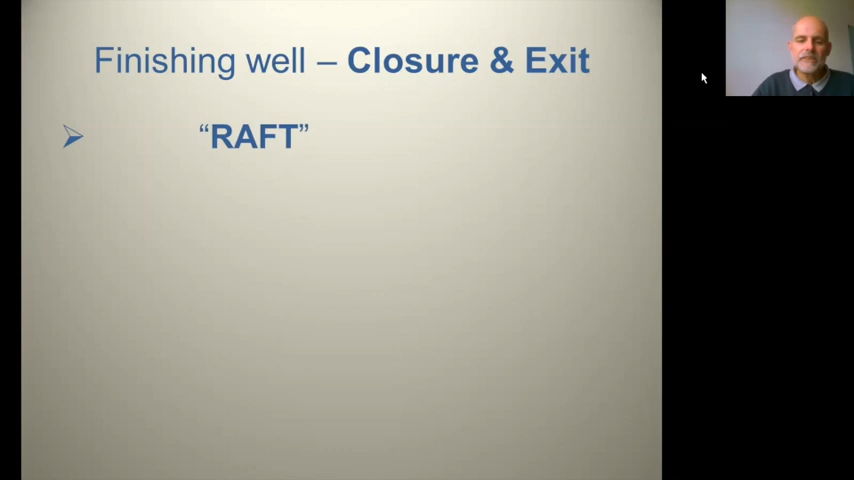 Finishing well – Closure & Exit
“RAFT”